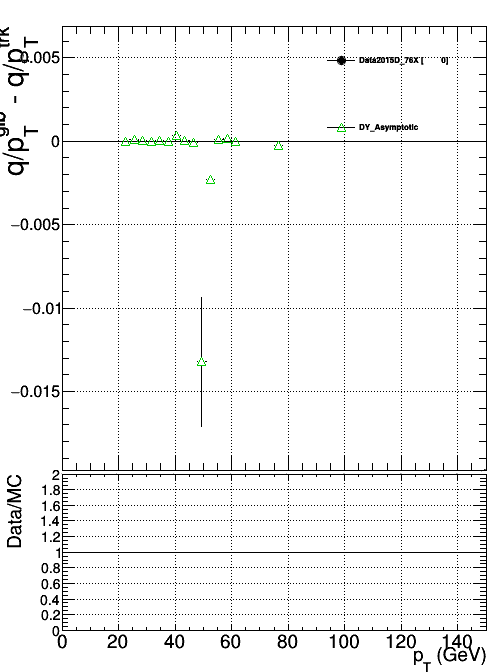 q/p_T^glb - q/p_T^trk
0.005
0
−0.005
−0.01
−0.015
Data2015D_76X [ 0]
DY_Asymptotic
Data/MC
2
1.8
1.6
1.4
1.2
1
0.8
0.6
0.4
0.2
0
0 20 40 60 80 100 120 140
p_T (GeV)